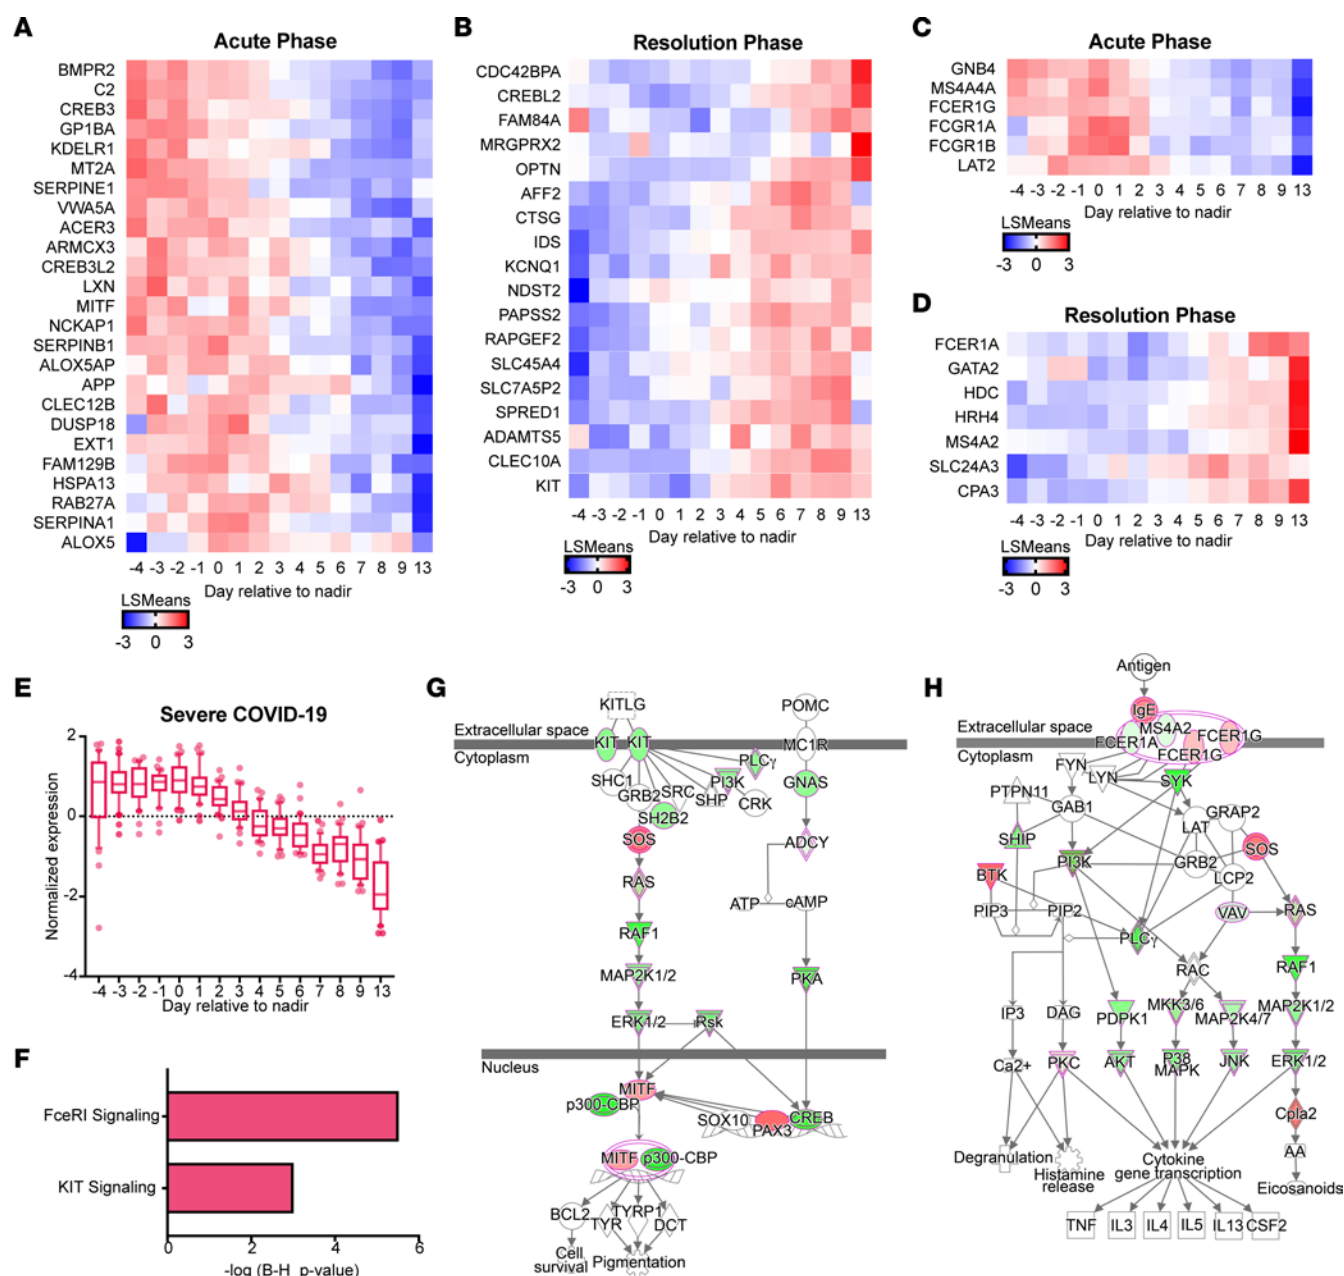 A
Acute Phase
BMPR2
C2
CREB3
GP1BA
KDELR1
MT2A
SERPINE1
VWA5A
ACER3
ARMCX3
CREB3L2
LXN
MITF
NCKAP1
SERPINB1
ALOX5AP
APP
CLEC12B
DUSP18
EXT1
FAM129B
HSPA13
RAB27A
SERPINA1
ALOX5
-4 -3 -2 -1 0 1 2 3 4 5 6 7 8 9 13
Day relative to nadir
LSMeans
-3 0 3
B
Resolution Phase
CDC42BPA
CREBL2
FAM84A
MRGPRX2
OPTN
AFF2
CTSG
IDS
KCNQ1
NDST2
PAPSS2
RAPGEF2
SLC45A4
SLC7A5P2
SPRED1
ADAMTS5
CLEC10A
KIT
-4 -3 -2 -1 0 1 2 3 4 5 6 7 8 9 13
Day relative to nadir
LSMeans
-3 0 3
C
Acute Phase
GNB4
MS4A4A
FCER1G
FCGR1A
FCGR1B
LAT2
-4 -3 -2 -1 0 1 2 3 4 5 6 7 8 9 13
Day relative to nadir
LSMeans
-3 0 3
D
Resolution Phase
FCER1A
GATA2
HDC
HRH4
MS4A2
SLC24A3
CPA3
-4 -3 -2 -1 0 1 2 3 4 5 6 7 8 9 13
Day relative to nadir
LSMeans
-3 0 3
E
Severe COVID-19
Normalized expression
2
0
-2
-4
-4 -3 -2 -1 0 1 2 3 4 5 6 7 8 9 13
Day relative to nadir
F
FceRI Signaling
KIT Signaling
0 2 4 6
-log (B-H p-value)
G
KITLG
POMC
Extracellular space
Cytoplasm
KIT KIT
MC1R
PLCγ
SHC1
GRB2
SRC
SHP
PI3K
CRK
GNAS
SH2B2
SOS
ADCY
RAS
ATP
cAMP
RAF1
MAP2K1/2
PKA
ERK1/2
Rsk
Nucleus
MITF
p300-CBP
SOX10
PAX3
CREB
MITF p300-CBP
BCL2
TYR
TYRP1
DCT
Cell
survival
Pigmentation
H
Antigen
IgE
Extracellular space
Cytoplasm
MS4A2
FCER1A
FCER1G
FCER1G
FYN
LYN
SYK
PTPN11
GAB1
GRAP2
LAT
SHIP
PI3K
GRB2
SOS
BTK
LCP2
PIP3
PIP2
VAV
RAS
PLCγ
RAC
RAF1
IP3
DAG
PDPK1
MKK3/6
MAP2K4/7
MAP2K1/2
Ca2+
PKC
AKT
P38
MAPK
JNK
ERK1/2
Cpla2
Degranulation
Histamine
release
Cytokine
gene transcription
AA
Eicosanoids
TNF IL3 IL4 IL5 IL13 CSF2